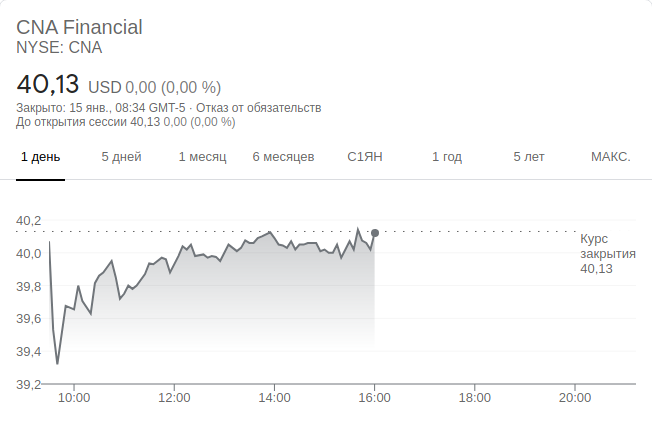 CNA Financial
NYSE: CNA
40,13 USD 0,00 (0,00 %)
Закрыто: 15 янв., 08:34 GMT-5 · Отказ от обязательств
До открытия сессии 40,13 0,00 (0,00 %)
1 день 5 дней 1 месяц 6 месяцев С1ЯН 1 год 5 лет МАКС.
40,2
40,0
39,8
39,6
39,4
39,2
Курс
закрытия
40,13
10:00 12:00 14:00 16:00 18:00 20:00